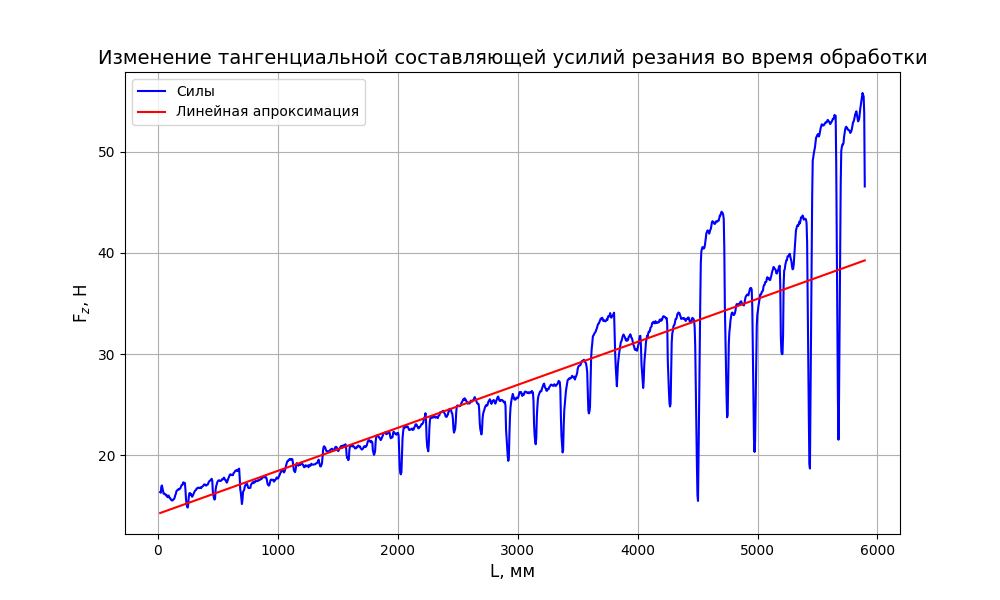 Изменение тангенциальной составляющей усилий резания во время обработки
Силы
Линейная апроксимация
50
40
30
20
F_z, Н
0 1000 2000 3000 4000 5000 6000
L, мм